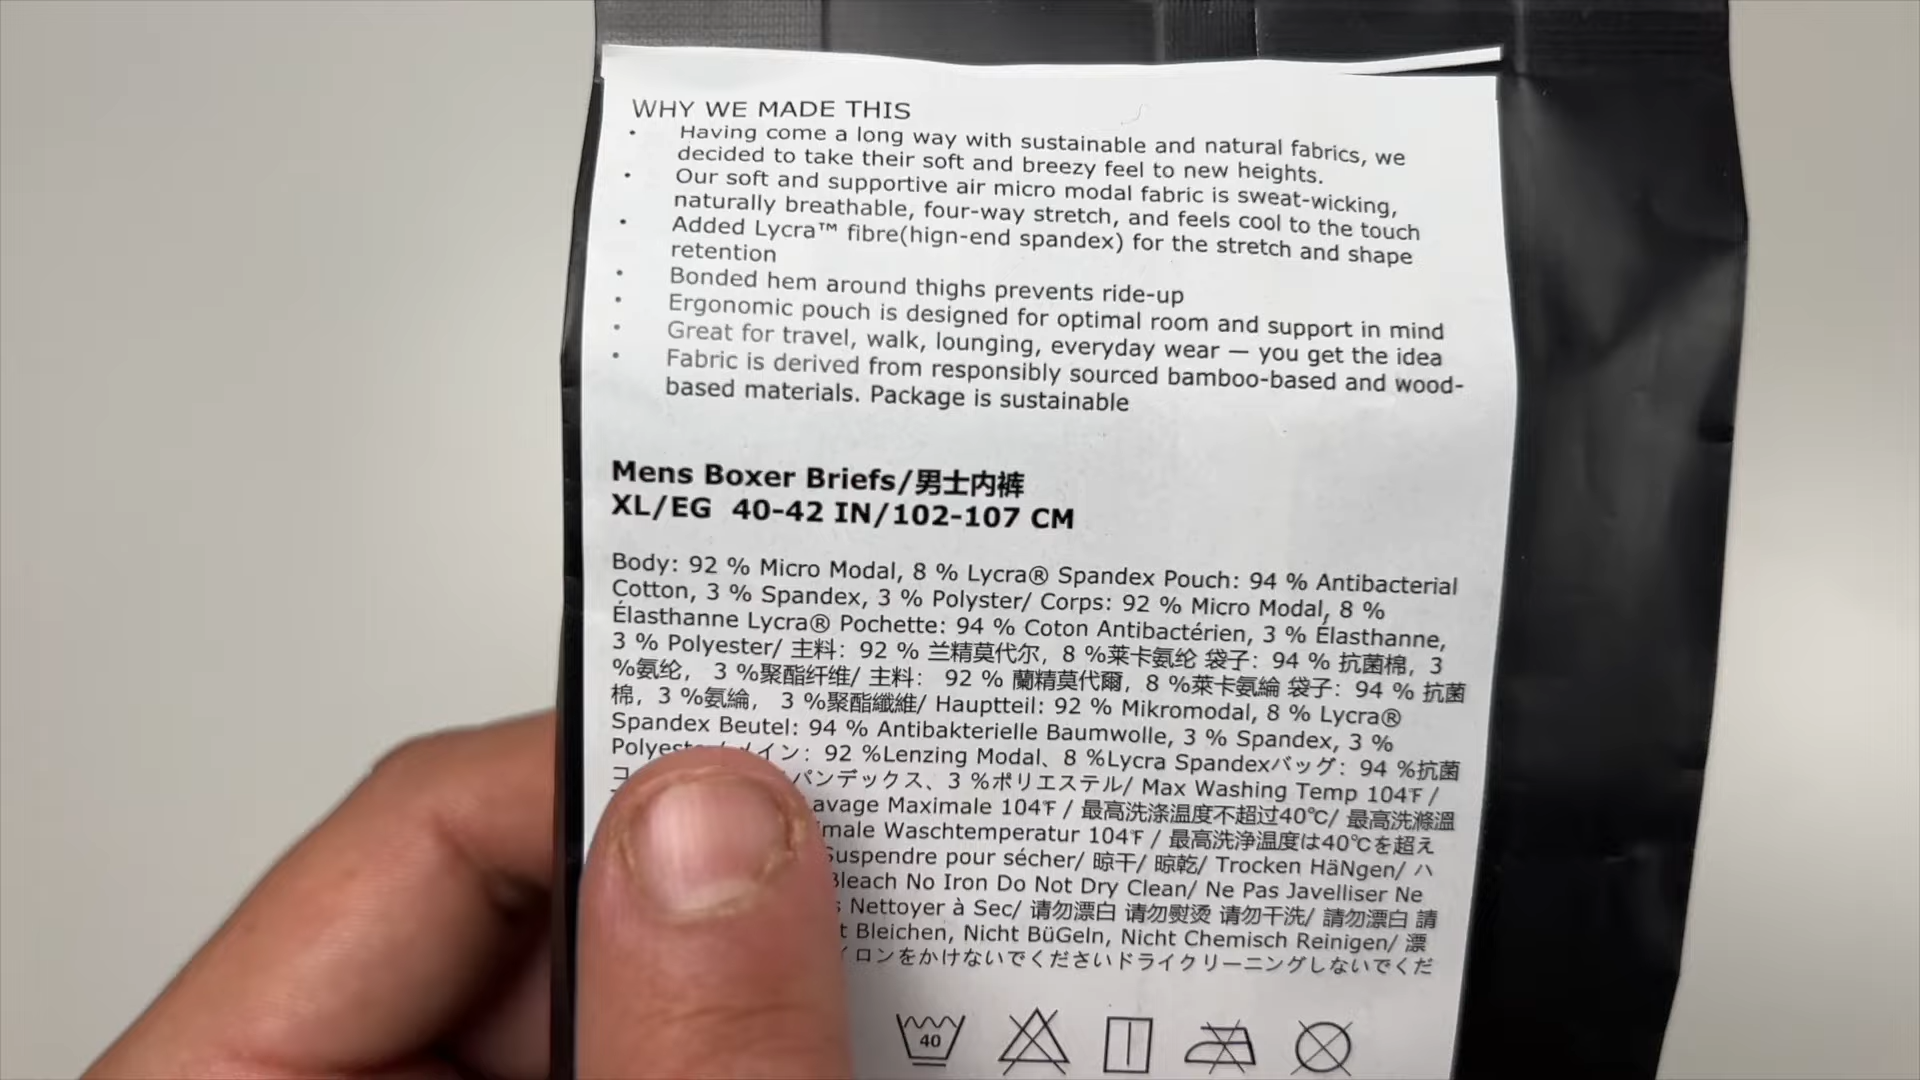 WHY WE MADE THIS
• Having come a long way with sustainable and natural fabrics, we
decided to take their soft and breezy feel to new heights.
• Our soft and supportive air micro modal fabric is sweat-wicking,
naturally breathable, four-way stretch, and feels cool to the touch
• Added Lycra™ fibre(hign-end spandex) for the stretch and shape
retention
• Bonded hem around thighs prevents ride-up
• Ergonomic pouch is designed for optimal room and support in mind
• Great for travel, walk, lounging, everyday wear — you get the idea
• Fabric is derived from responsibly sourced bamboo-based and wood-
based materials. Package is sustainable
Mens Boxer Briefs/男士内裤
XL/EG 40-42 IN/102-107 CM
Body: 92 % Micro Modal, 8 % Lycra® Spandex Pouch: 94 % Antibacterial
Cotton, 3 % Spandex, 3 % Polyster/ Corps: 92 % Micro Modal, 8 %
Élasthanne Lycra® Pochette: 94 % Coton Antibactérien, 3 % Élasthanne,
3 % Polyester/ 主料：92 % 兰精莫代尔，8 %莱卡氨纶 袋子：94 % 抗菌棉，3
%氨纶， 3 %聚酯纤维/ 主料： 92 % 蘭精莫代爾，8 %萊卡氨綸 袋子：94 % 抗菌
棉，3 %氨綸， 3 %聚酯纖維/ Hauptteil: 92 % Mikromodal, 8 % Lycra®
Spandex Beutel: 94 % Antibakterielle Baumwolle, 3 % Spandex, 3 %
メイン：92 %Lenzing Modal、8 %Lycra Spandexバッグ：94 %抗菌
パンデックス、3 %ポリエステル/ Max Washing Temp 104℉ /
avage Maximale 104℉ / 最高洗涤温度不超过40℃/ 最高洗滌溫
male Waschtemperatur 104℉ / 最高洗浄温度は40℃を超え
Suspendre pour sécher/ 晾干/ 晾乾/ Trocken HäNgen/ ハ
Bleach No Iron Do Not Dry Clean/ Ne Pas Javelliser Ne
s Nettoyer à Sec/ 请勿漂白 请勿熨烫 请勿干洗/ 請勿漂白 請
t Bleichen, Nicht BüGeln, Nicht Chemisch Reinigen/ 漂
イロンをかけないでくださいドライクリーニングしないでくだ
40